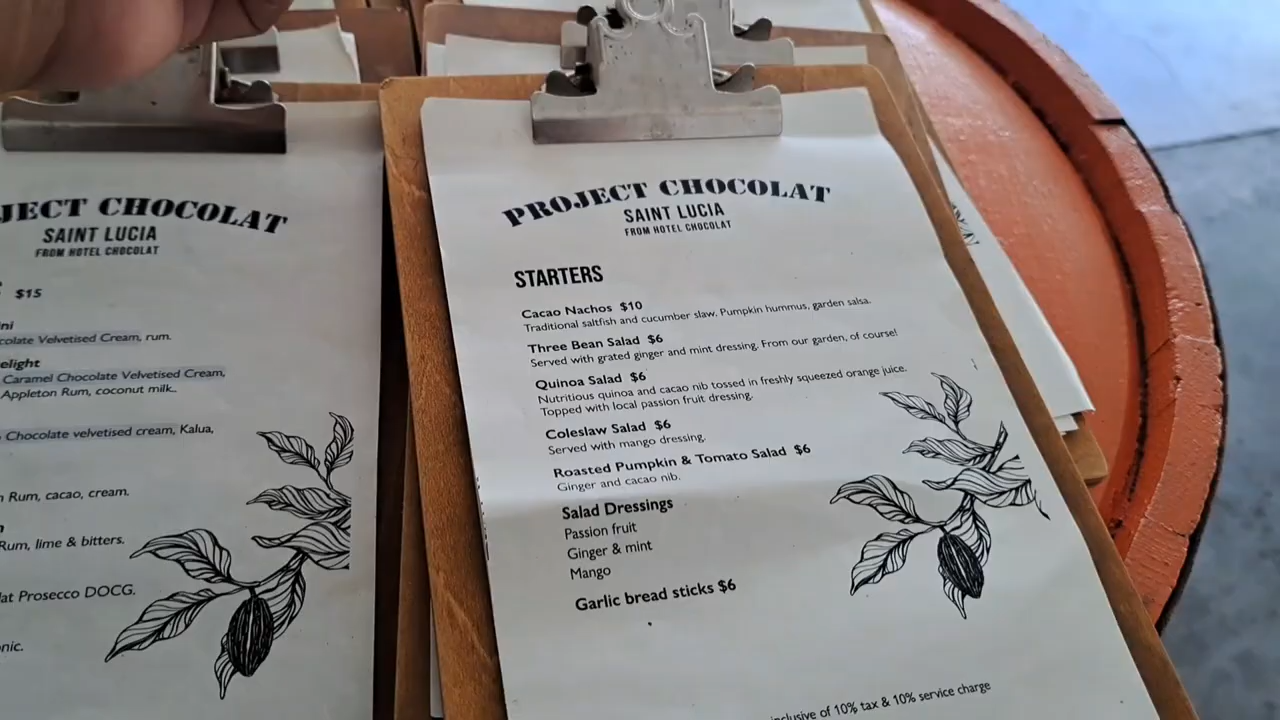 JECT CHOCOLAT
SAINT LUCIA
FROM HOTEL CHOCOLAT
$15
colate Velvetised Cream, rum.
elight
Caramel Chocolate Velvetised Cream,
Appleton Rum, coconut milk.
Chocolate velvetised cream, Kalua,
Rum, cacao, cream.
Rum, lime & bitters.
lat Prosecco DOCG.
nic.
PROJECT CHOCOLAT
SAINT LUCIA
FROM HOTEL CHOCOLAT
STARTERS
Cacao Nachos $10
Traditional saltfish and cucumber slaw, Pumpkin hummus, garden salsa.
Three Bean Salad $6
Served with grated ginger and mint dressing. From our garden, of course!
Quinoa Salad $6
Nutritious quinoa and cacao nib tossed in freshly squeezed orange juice.
Topped with local passion fruit dressing.
Coleslaw Salad $6
Served with mango dressing.
Roasted Pumpkin & Tomato Salad $6
Ginger and cacao nib.
Salad Dressings
Passion fruit
Ginger & mint
Mango
Garlic bread sticks $6
inclusive of 10% tax & 10% service charge